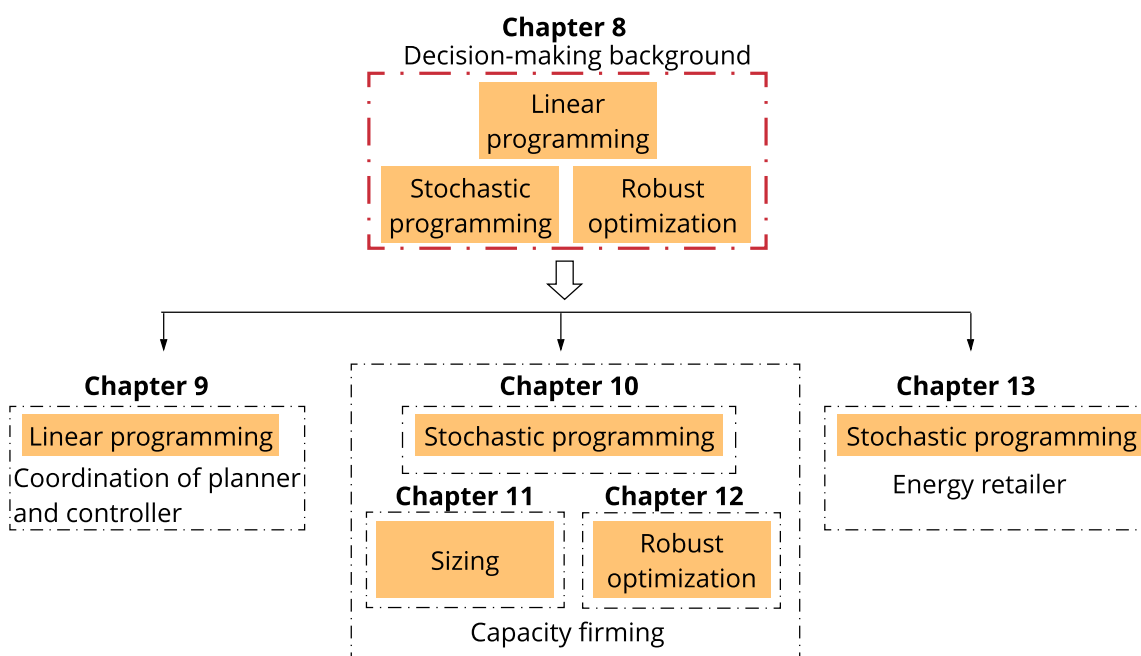 Chapter 8
Decision-making background
Linear
programming
Stochastic
programming
Robust
optimization
Chapter 9
Linear programming
Coordination of planner
and controller
Chapter 10
Stochastic programming
Chapter 11
Sizing
Chapter 12
Robust
optimization
Capacity firming
Chapter 13
Stochastic programming
Energy retailer